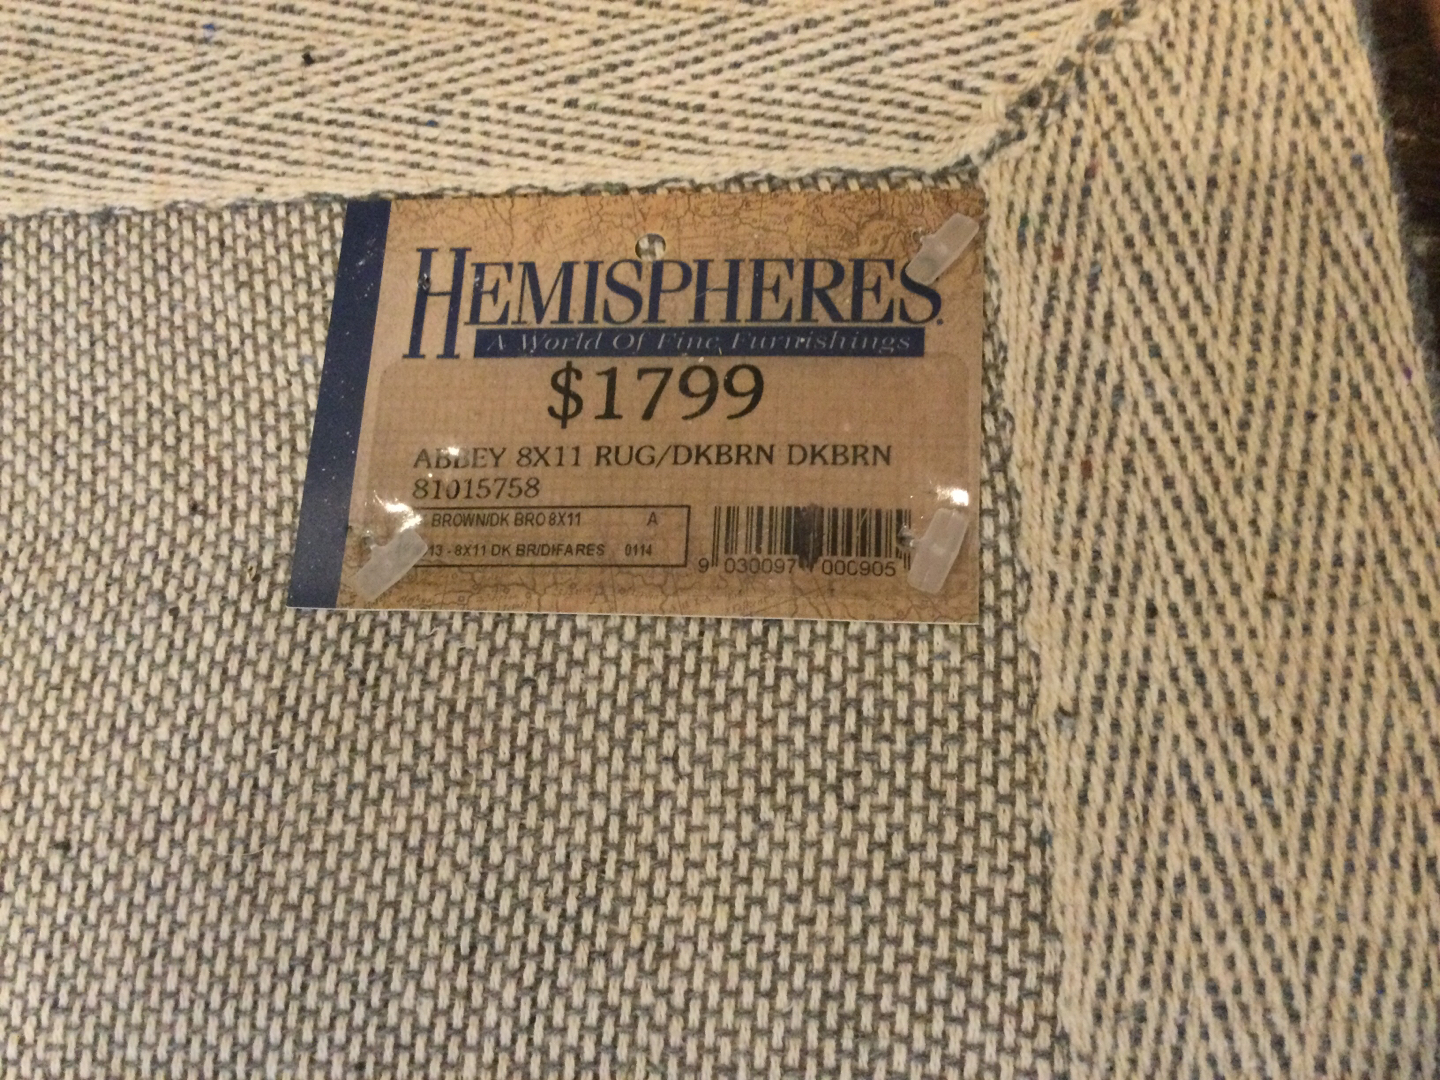 HEMISPHERES
A World Of Fine Furnishings
$1799
ABBEY 8X11 RUG/DKBRN DKBRN
81015758
BROWN/DK BRO 8X11 A
13 - 8X11 DK BR/DIFARES 0114
9 030097 000905